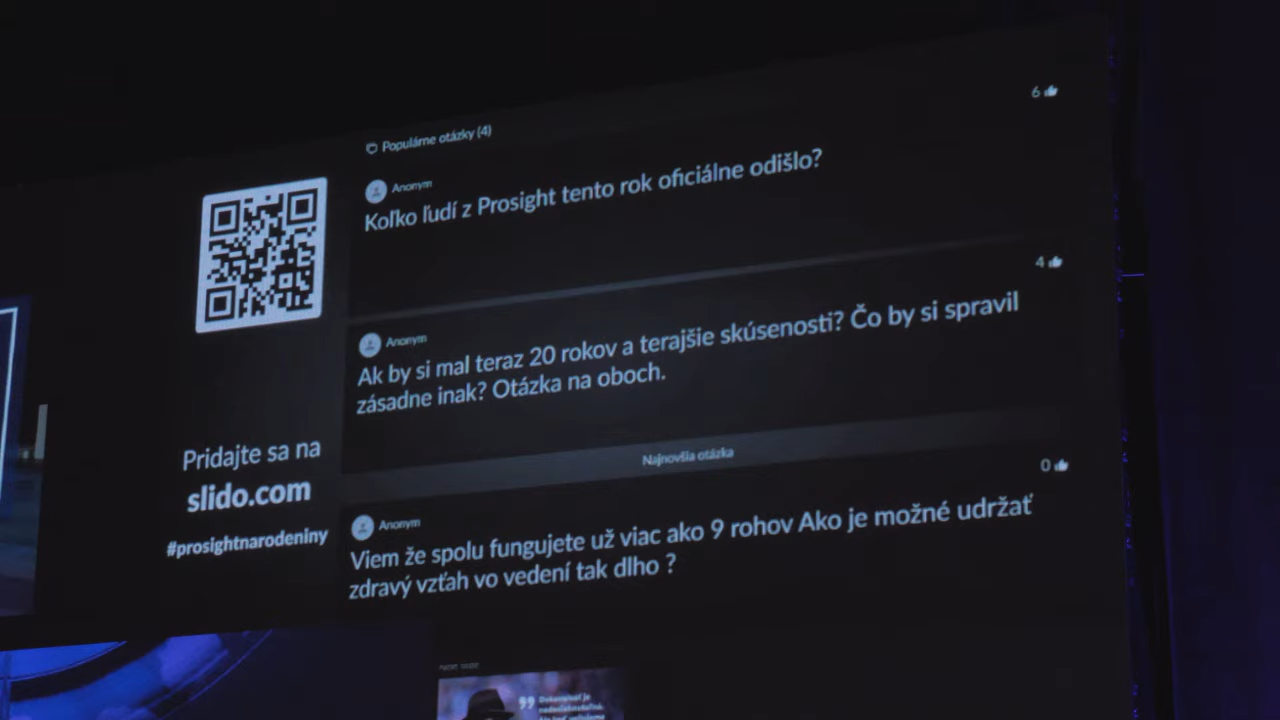 Populárne otázky (4)
6
Anonym
Koľko ľudí z Prosight tento rok oficiálne odišlo?
4
Anonym
Ak by si mal teraz 20 rokov a terajšie skúsenosti? Čo by si spravil
zásadne inak? Otázka na oboch.
Najnovšia otázka
0
Anonym
Viem že spolu fungujete už viac ako 9 rohov Ako je možné udržať
zdravý vzťah vo vedení tak dlho ?
Pridajte sa na
slido.com
#prosightnarodeniny